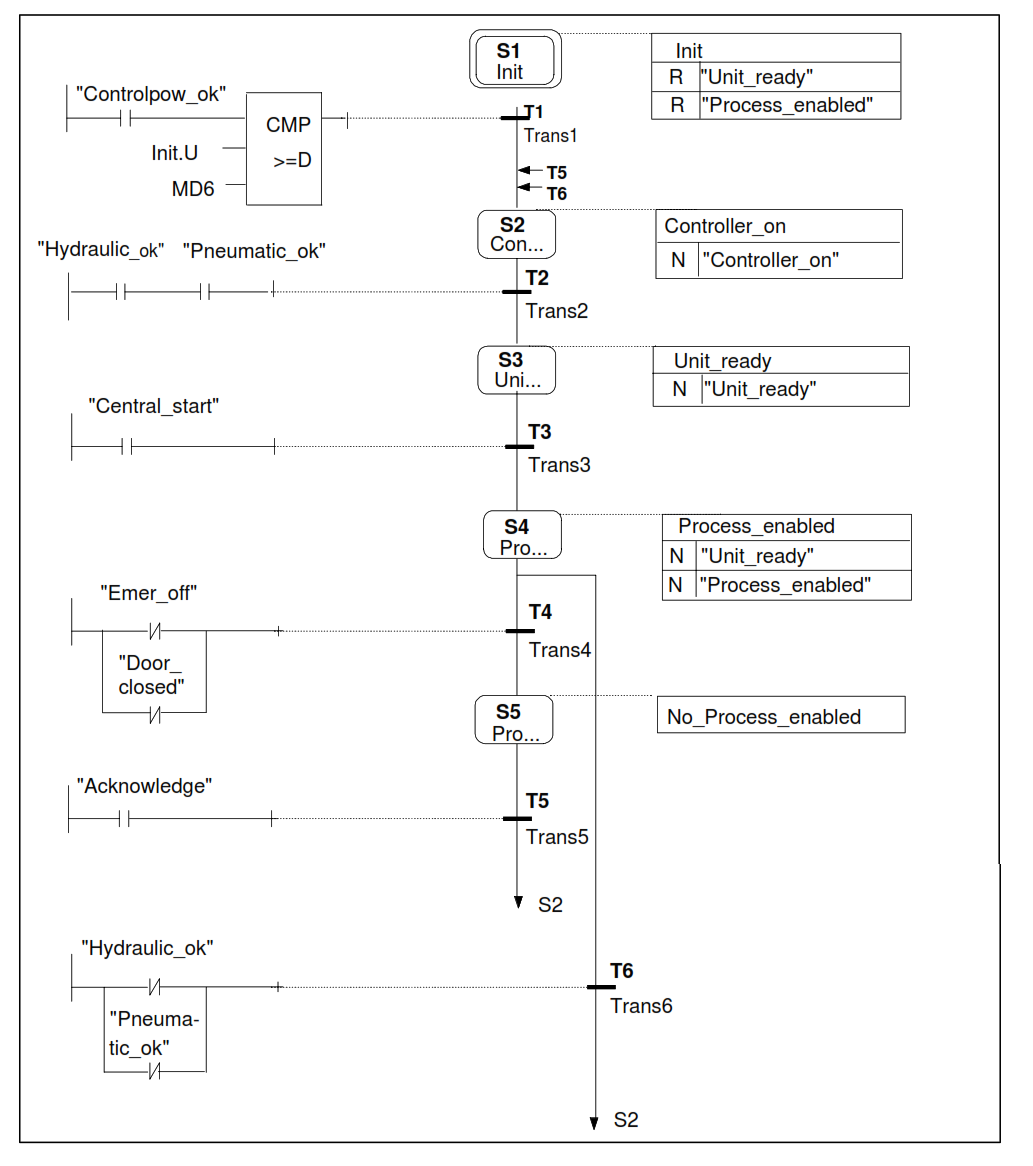 S1
Init
Init
R "Unit_ready"
R "Process_enabled"
"Controlpow_ok"
CMP
>=D
Init.U
MD6
T1
Trans1
T5
T6
S2
Con...
Controller_on
N "Controller_on"
"Hydraulic_ok" "Pneumatic_ok"
T2
Trans2
S3
Uni...
Unit_ready
N "Unit_ready"
"Central_start"
T3
Trans3
S4
Pro...
Process_enabled
N "Unit_ready"
N "Process_enabled"
"Emer_off"
"Door_
closed"
T4
Trans4
S5
Pro...
No_Process_enabled
"Acknowledge"
T5
Trans5
S2
"Hydraulic_ok"
"Pneuma-
tic_ok"
T6
Trans6
S2